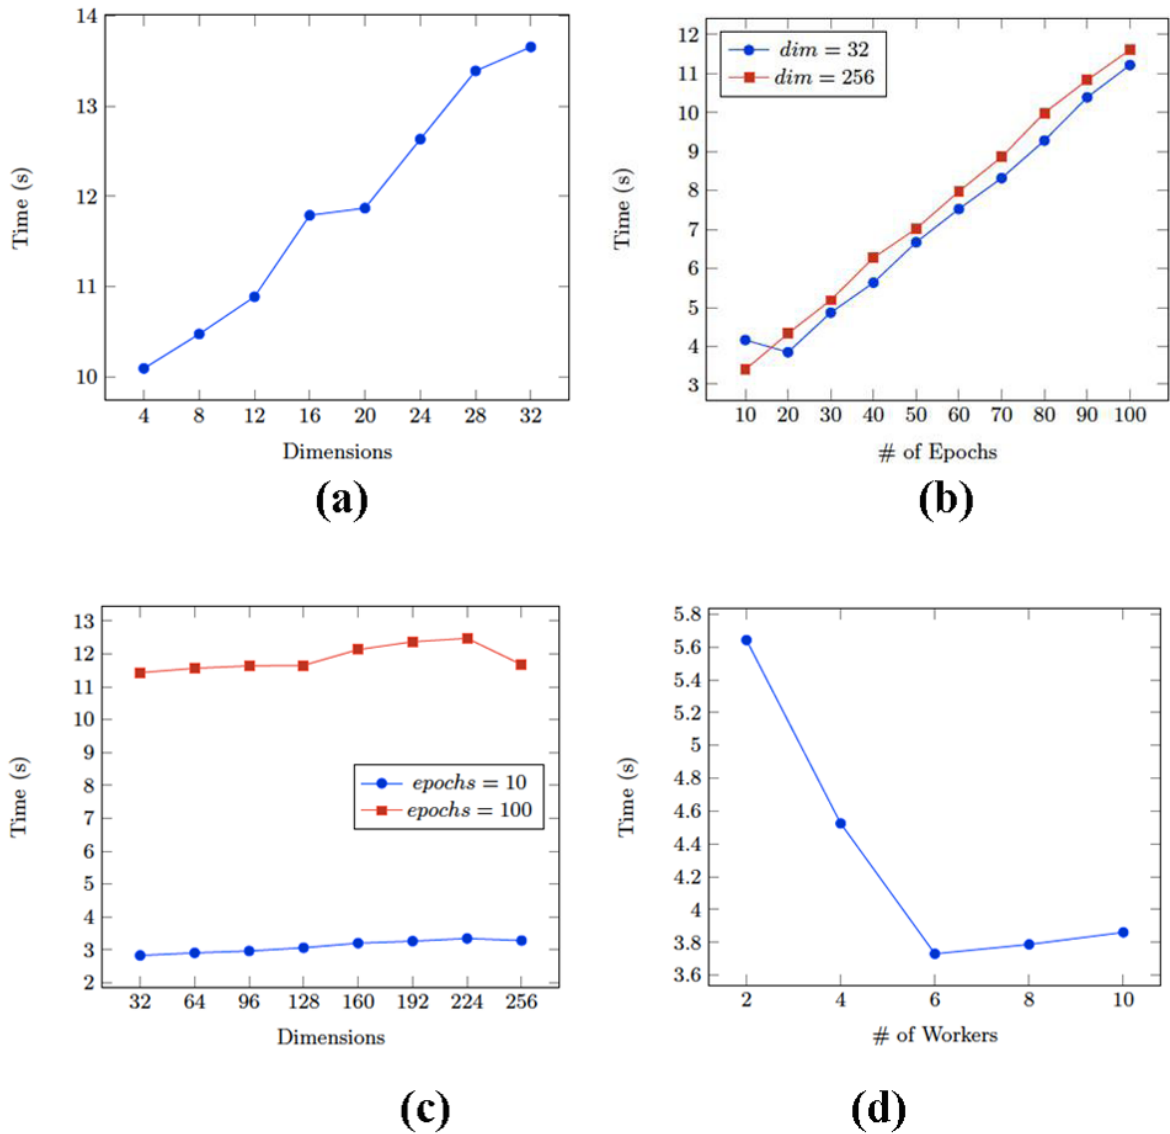 14
13
12
11
10
Time (s)
4 8 12 16 20 24 28 32
Dimensions
(a)
12
11
10
9
8
7
6
5
4
3
Time (s)
dim = 32
dim = 256
10 20 30 40 50 60 70 80 90 100
# of Epochs
(b)
13
12
11
10
9
8
7
6
5
4
3
2
Time (s)
epochs = 10
epochs = 100
32 64 96 128 160 192 224 256
Dimensions
(c)
5.8
5.6
5.4
5.2
5
4.8
4.6
4.4
4.2
4
3.8
3.6
Time (s)
2 4 6 8 10
# of Workers
(d)